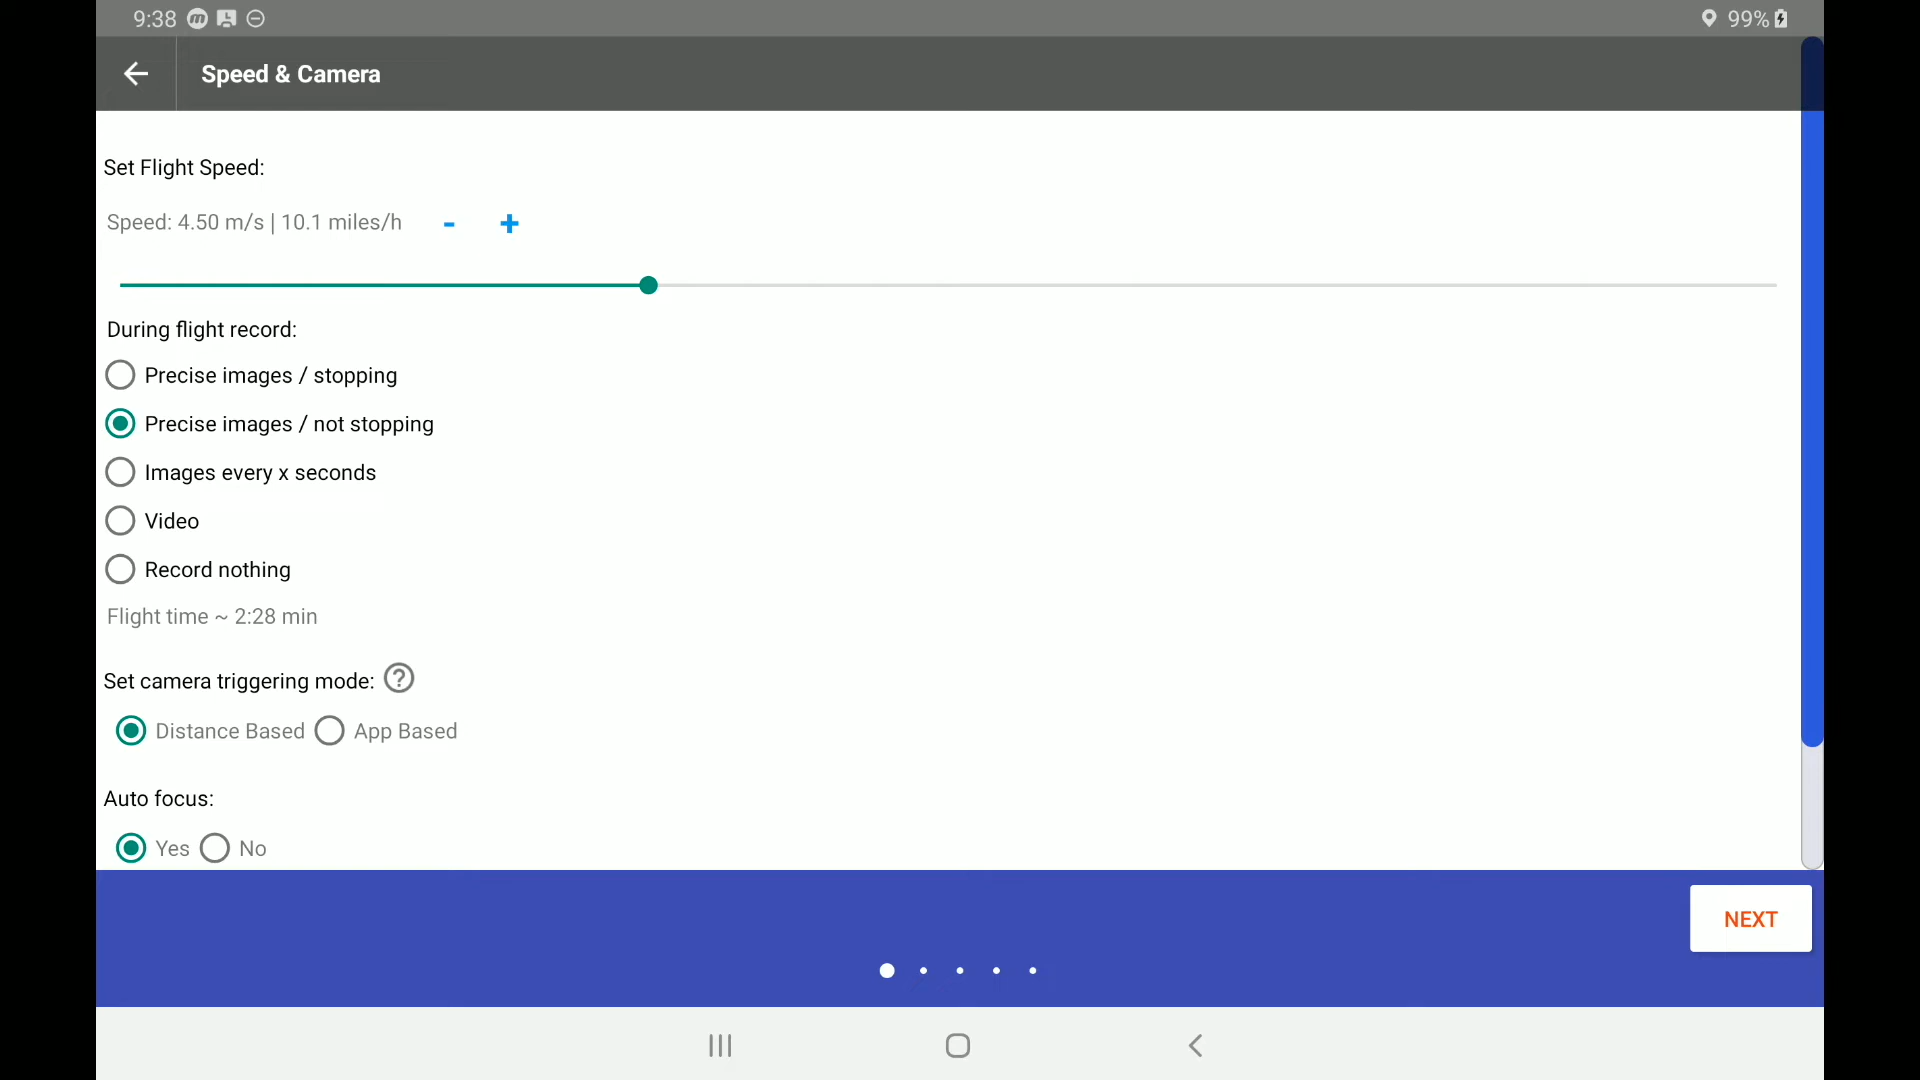 9:38
99%
Speed & Camera
Set Flight Speed:
Speed: 4.50 m/s | 10.1 miles/h - +
During flight record:
Precise images / stopping
Precise images / not stopping
Images every x seconds
Video
Record nothing
Flight time ~ 2:28 min
Set camera triggering mode: ?
Distance Based App Based
Auto focus:
Yes No
NEXT